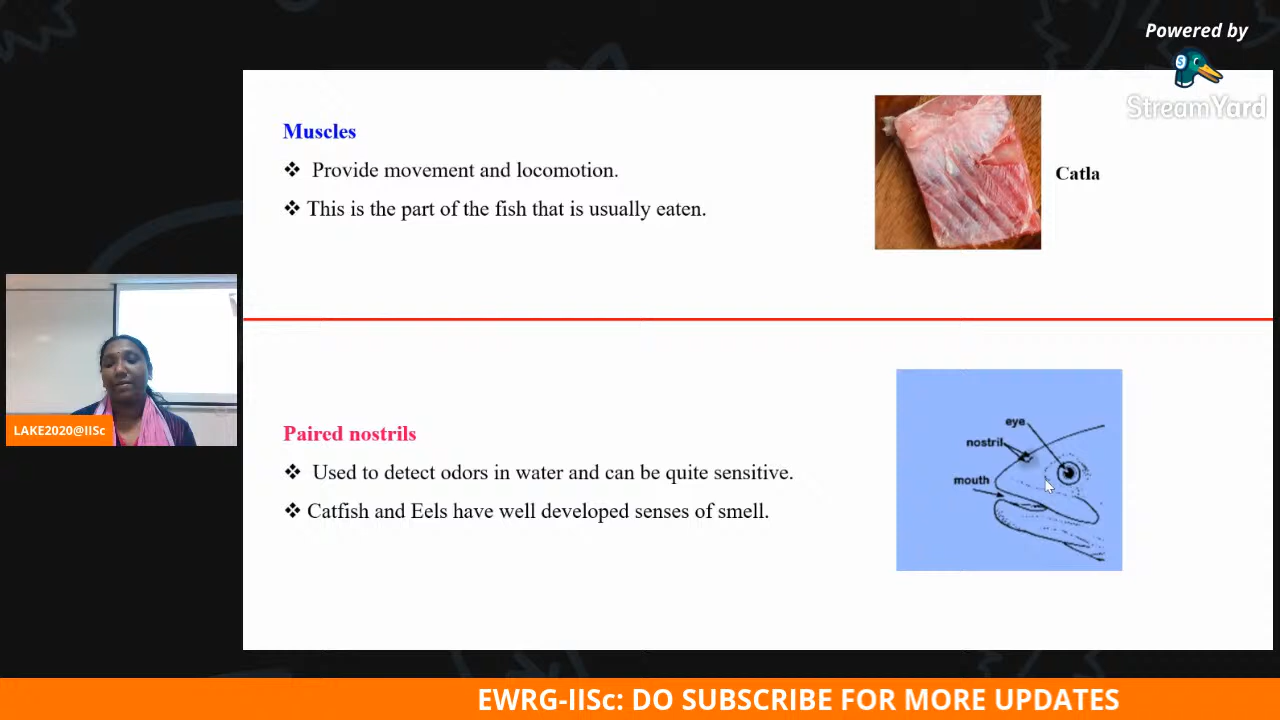 Powered by
StreamYard
Muscles
❖ Provide movement and locomotion.
❖ This is the part of the fish that is usually eaten.
Catla
LAKE2020@IISc
Paired nostrils
❖ Used to detect odors in water and can be quite sensitive.
❖ Catfish and Eels have well developed senses of smell.
eye
nostril
mouth
EWRG-IISc: DO SUBSCRIBE FOR MORE UPDATES